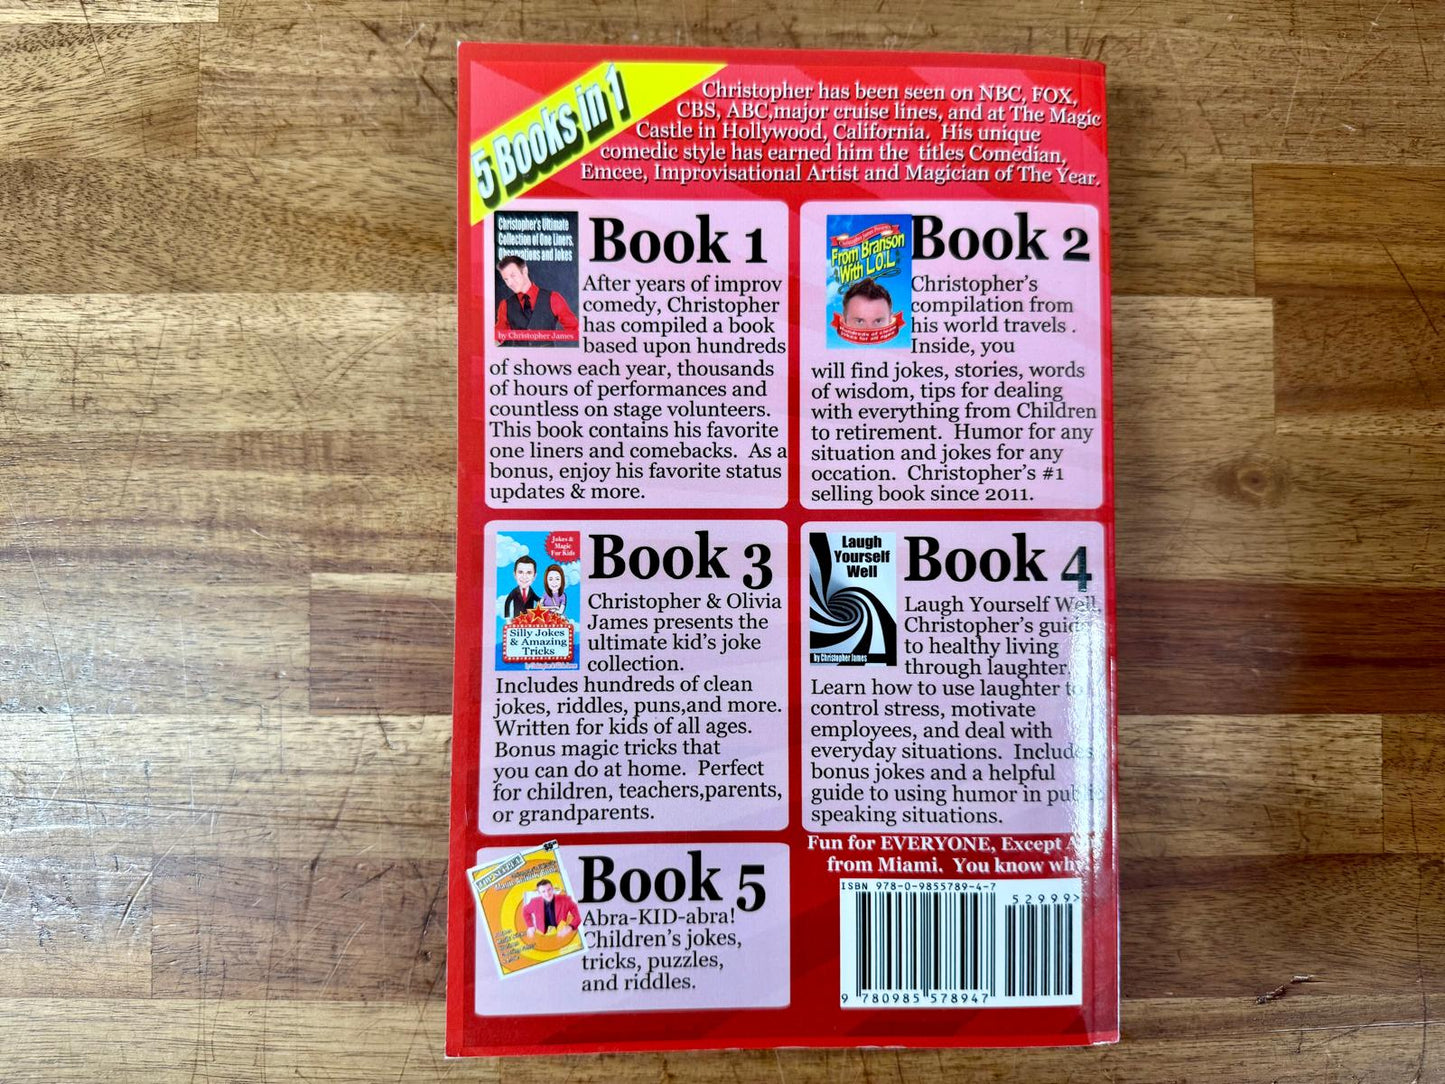 5 Books in 1
Christopher has been seen on NBC, FOX,
CBS, ABC,major cruise lines, and at The Magic
Castle in Hollywood, California. His unique
comedic style has earned him the titles Comedian,
Emcee, Improvisational Artist and Magician of The Year.
Christopher's Ultimate
Collection of One Liners,
Observations and Jokes
by Christopher James
Book 1
After years of improv
comedy, Christopher
has compiled a book
based upon hundreds
of shows each year, thousands
of hours of performances and
countless on stage volunteers.
This book contains his favorite
one liners and comebacks. As a
bonus, enjoy his favorite status
updates & more.
Christopher James Presents
From Branson
With L.O.L
Hundreds of clean
jokes for all ages
Book 2
Christopher's
compilation from
his world travels .
Inside, you
will find jokes, stories, words
of wisdom, tips for dealing
with everything from Children
to retirement. Humor for any
situation and jokes for any
occation. Christopher's #1
selling book since 2011.
Jokes &
Magic
For Kids
Silly Jokes
& Amazing
Tricks
Book 3
Christopher & Olivia
James presents the
ultimate kid's joke
collection.
Includes hundreds of clean
jokes, riddles, puns,and more.
Written for kids of all ages.
Bonus magic tricks that
you can do at home. Perfect
for children, teachers,parents,
or grandparents.
Laugh
Yourself
Well
by Christopher James
Book 4
Laugh Yourself Well,
Christopher's guide
to healthy living
through laughter.
Learn how to use laughter to
control stress, motivate
employees, and deal with
everyday situations. Includes
bonus jokes and a helpful
guide to using humor in public
speaking situations.
Book 5
Abra-KID-abra!
Children's jokes,
tricks, puzzles,
and riddles.
Fun for EVERYONE, Except
from Miami. You know why!
ISBN 978-0-9855789-4-7
52999>
9 780985 578947